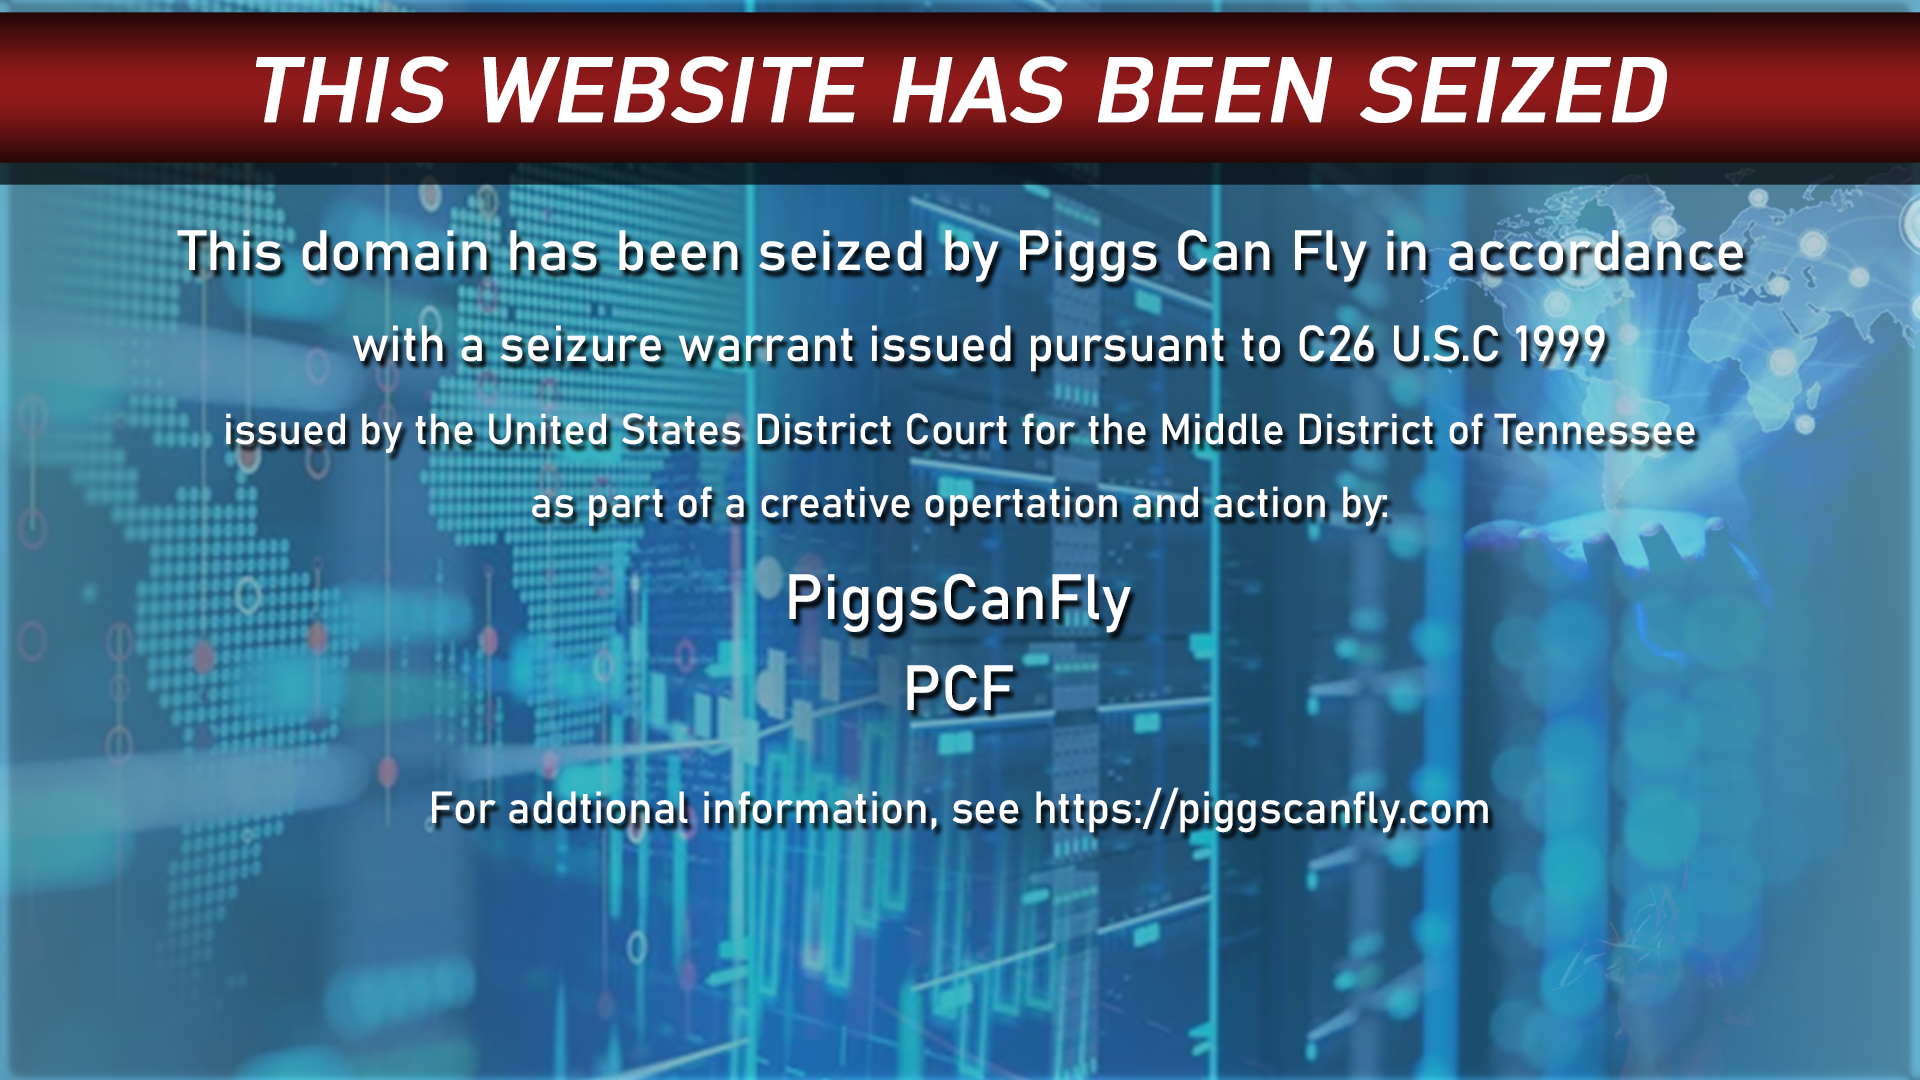 THIS WEBSITE HAS BEEN SEIZED
This domain has been seized by Piggs Can Fly in accordance
with a seizure warrant issued pursuant to C26 U.S.C 1999
issued by the United States District Court for the Middle District of Tennessee
as part of a creative opertation and action by:
PiggsCanFly
PCF
For addtional information, see https://piggscanfly.com